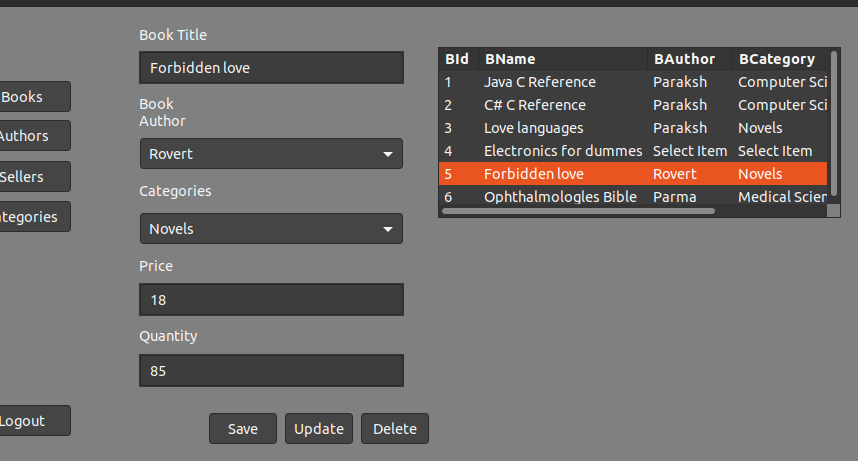 Books
Authors
Sellers
ategories
Logout
Book Title
Forbidden love
Book
Author
Rovert
Categories
Novels
Price
18
Quantity
85
Save Update Delete
BId BName BAuthor BCategory
1 Java C Reference Paraksh Computer Sci
2 C# C Reference Paraksh Computer Sci
3 Love languages Paraksh Novels
4 Electronics for dummes Select Item Select Item
5 Forbidden love Rovert Novels
6 Ophthalmologles Bible Parma Medical Scien